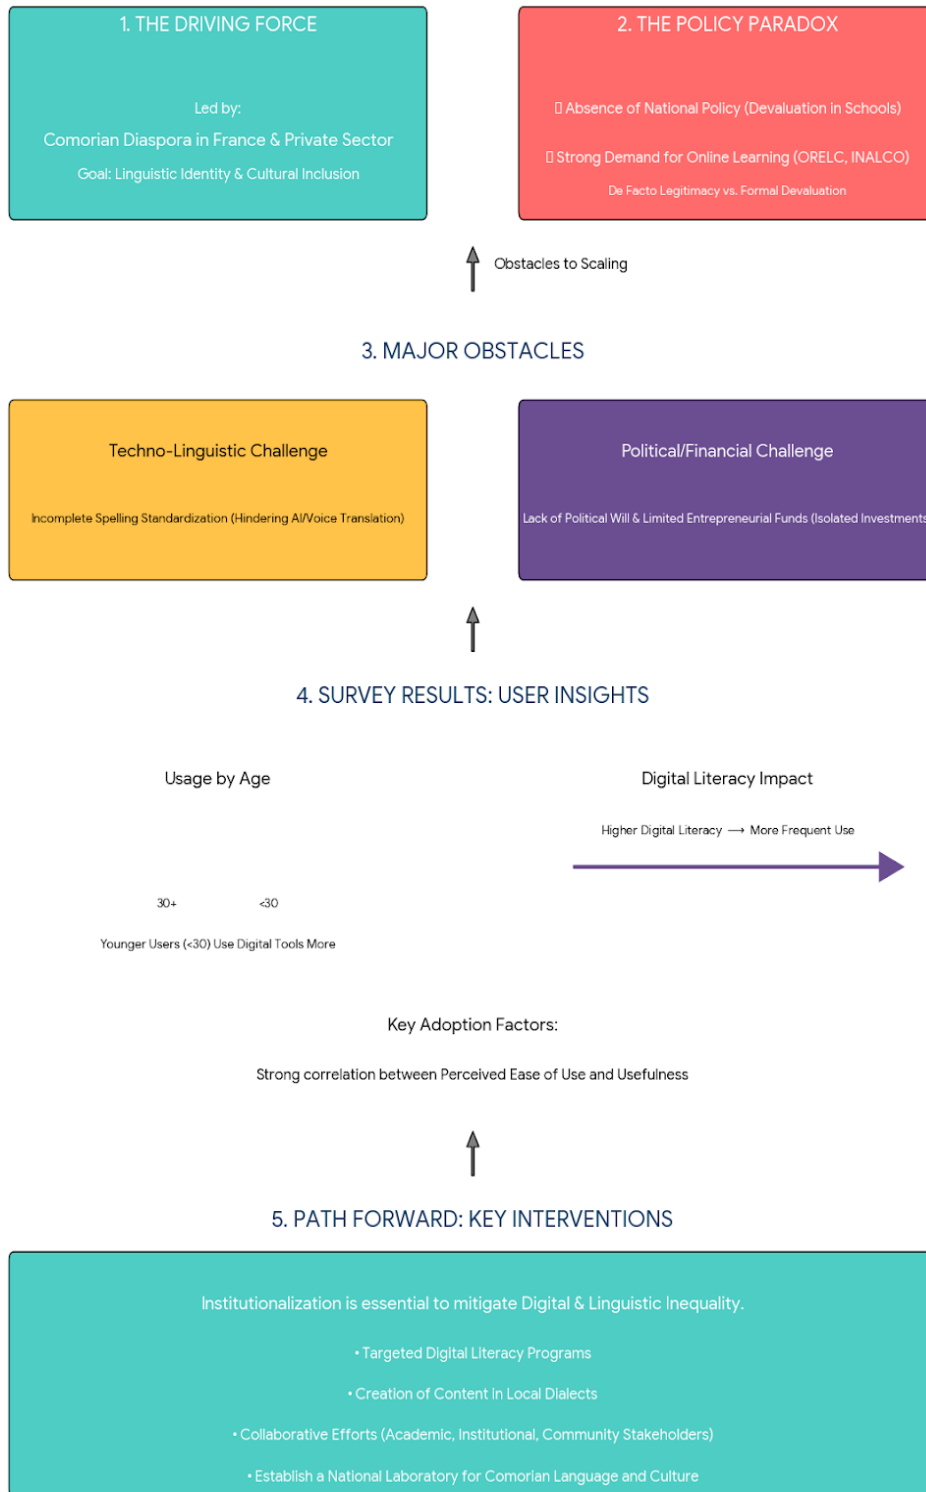 1. THE DRIVING FORCE
Led by:
Comorian Diaspora in France & Private Sector
Goal: Linguistic Identity & Cultural Inclusion
2. THE POLICY PARADOX
▯ Absence of National Policy (Devaluation in Schools)
▯ Strong Demand for Online Learning (ORELC, INALCO)
De Facto Legitimacy vs. Formal Devaluation
Obstacles to Scaling
3. MAJOR OBSTACLES
Techno-Linguistic Challenge
Incomplete Spelling Standardization (Hindering AI/Voice Translation)
Political/Financial Challenge
Lack of Political Will & Limited Entrepreneurial Funds (Isolated Investments
4. SURVEY RESULTS: USER INSIGHTS
Usage by Age
30+ <30
Younger Users (<30) Use Digital Tools More
Digital Literacy Impact
Higher Digital Literacy ⟶ More Frequent Use
Key Adoption Factors:
Strong correlation between Perceived Ease of Use and Usefulness
5. PATH FORWARD: KEY INTERVENTIONS
Institutionalization is essential to mitigate Digital & Linguistic Inequality.
• Targeted Digital Literacy Programs
• Creation of Content in Local Dialects
• Collaborative Efforts (Academic, Institutional, Community Stakeholders)
• Establish a National Laboratory for Comorian Language and Culture